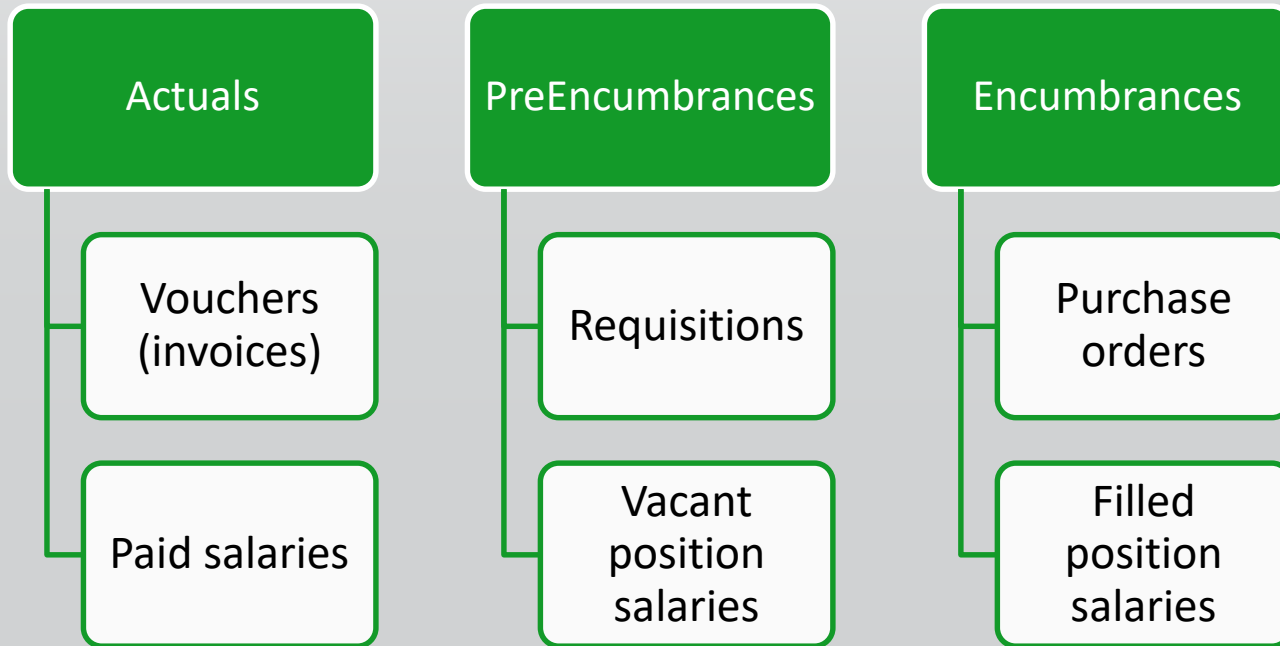 Actuals
Vouchers
(invoices)
Paid salaries
PreEncumbrances
Requisitions
Vacant
position
salaries
Encumbrances
Purchase
orders
Filled
position
salaries